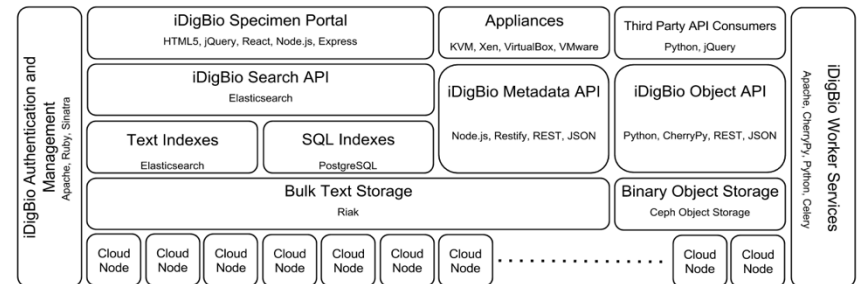 iDigBio Authentication and
Management
Apache, Ruby, Sinatra
iDigBio Specimen Portal
HTML5, jQuery, React, Node.js, Express
Appliances
KVM, Xen, VirtualBox, VMware
Third Party API Consumers
Python, jQuery
iDigBio Search API
Elasticsearch
iDigBio Metadata API
Node.js, Restify, REST, JSON
iDigBio Object API
Python, CherryPy, REST, JSON
Text Indexes
Elasticsearch
SQL Indexes
PostgreSQL
Bulk Text Storage
Riak
Binary Object Storage
Ceph Object Storage
Cloud
Node
Cloud
Node
Cloud
Node
Cloud
Node
Cloud
Node
Cloud
Node
Cloud
Node
Cloud
Node
Cloud
Node
iDigBio Worker Services
Apache, CherryPy, Python, Celery